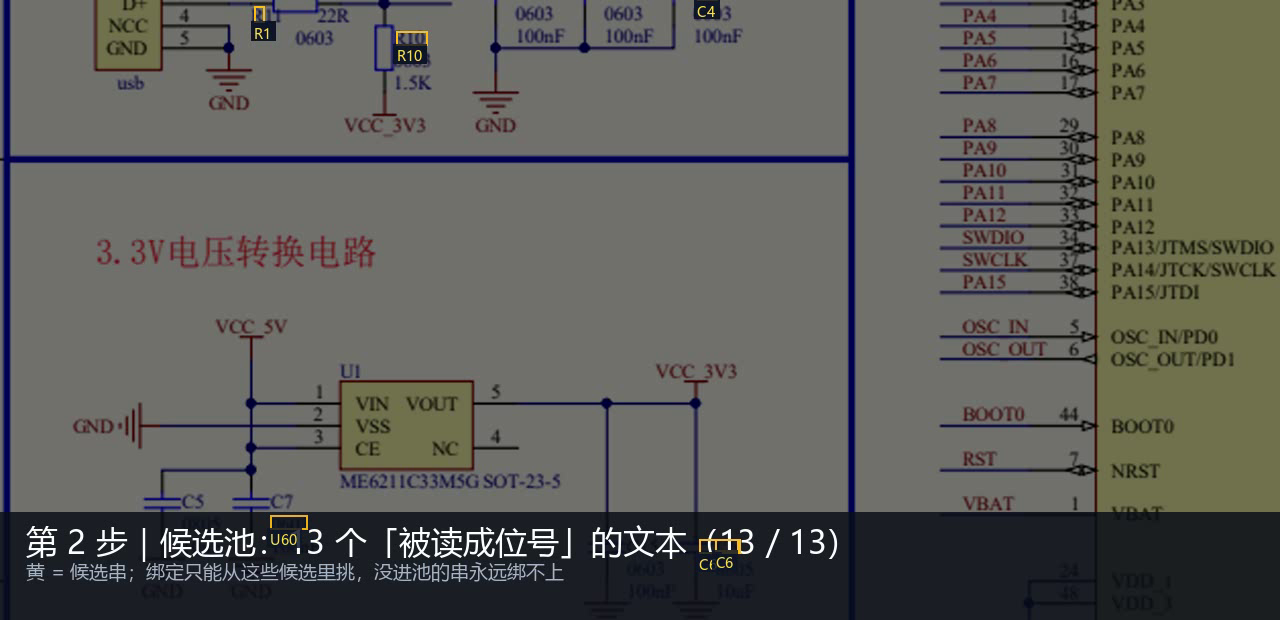 D+
NCC
GND
4
5
usb
GND
R1
22R
0603
R10
1.5K
VCC_3V3
0603
100nF
0603
100nF
C4
100nF
GND
3.3V电压转换电路
VCC_5V
GND
U1
1
2
3
VIN
VSS
CE
VOUT
NC
5
4
ME6211C33M5G SOT-23-5
VCC_3V3
C5
C7
PA3
PA4 14 PA4
PA5 15 PA5
PA6 16 PA6
PA7 17 PA7
PA8 29 PA8
PA9 30 PA9
PA10 31 PA10
PA11 32 PA11
PA12 33 PA12
SWDIO 34 PA13/JTMS/SWDIO
SWCLK 37 PA14/JTCK/SWCLK
PA15 38 PA15/JTDI
OSC_IN 5 OSC_IN/PD0
OSC_OUT 6 OSC_OUT/PD1
BOOT0 44 BOOT0
RST 7 NRST
VBAT 1 VBAT
第 2 步 | 候选池：13 个「被读成位号」的文本（13 / 13）
U60
C6
黄 = 候选串；绑定只能从这些候选里挑，没进池的串永远绑不上
GND
GND
0603
100nF
10uF
24 VDD_1
48 VDD_3